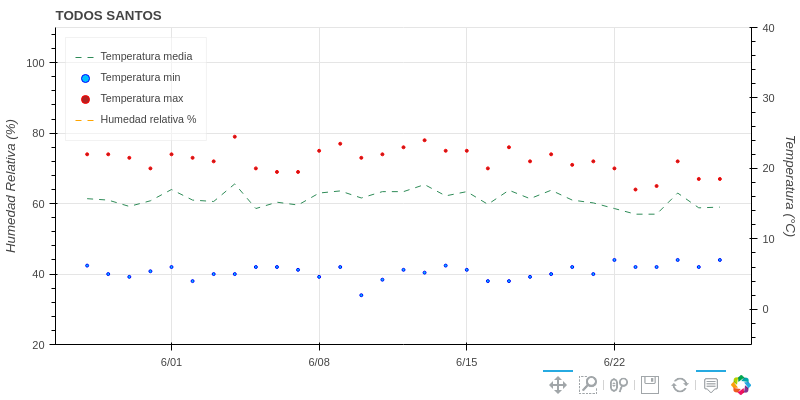 TODOS SANTOS
Temperatura media
Temperatura min
Temperatura max
Humedad relativa %
Humedad Relativa (%)
100
80
60
40
20
Temperatura (°C)
40
30
20
10
0
6/01
6/08
6/15
6/22